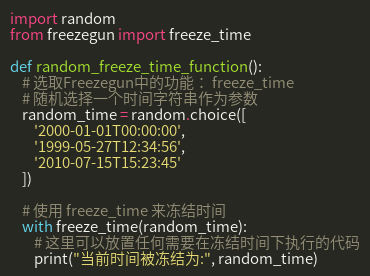 import random
from freezegun import freeze_time

def random_freeze_time_function():
    # 选取Freezegun中的功能： freeze_time
    # 随机选择一个时间字符串作为参数
    random_time = random.choice([
        '2000-01-01T00:00:00',
        '1999-05-27T12:34:56',
        '2010-07-15T15:23:45'
    ])

    # 使用 freeze_time 来冻结时间
    with freeze_time(random_time):
        # 这里可以放置任何需要在冻结时间下执行的代码
        print("当前时间被冻结为:", random_time)